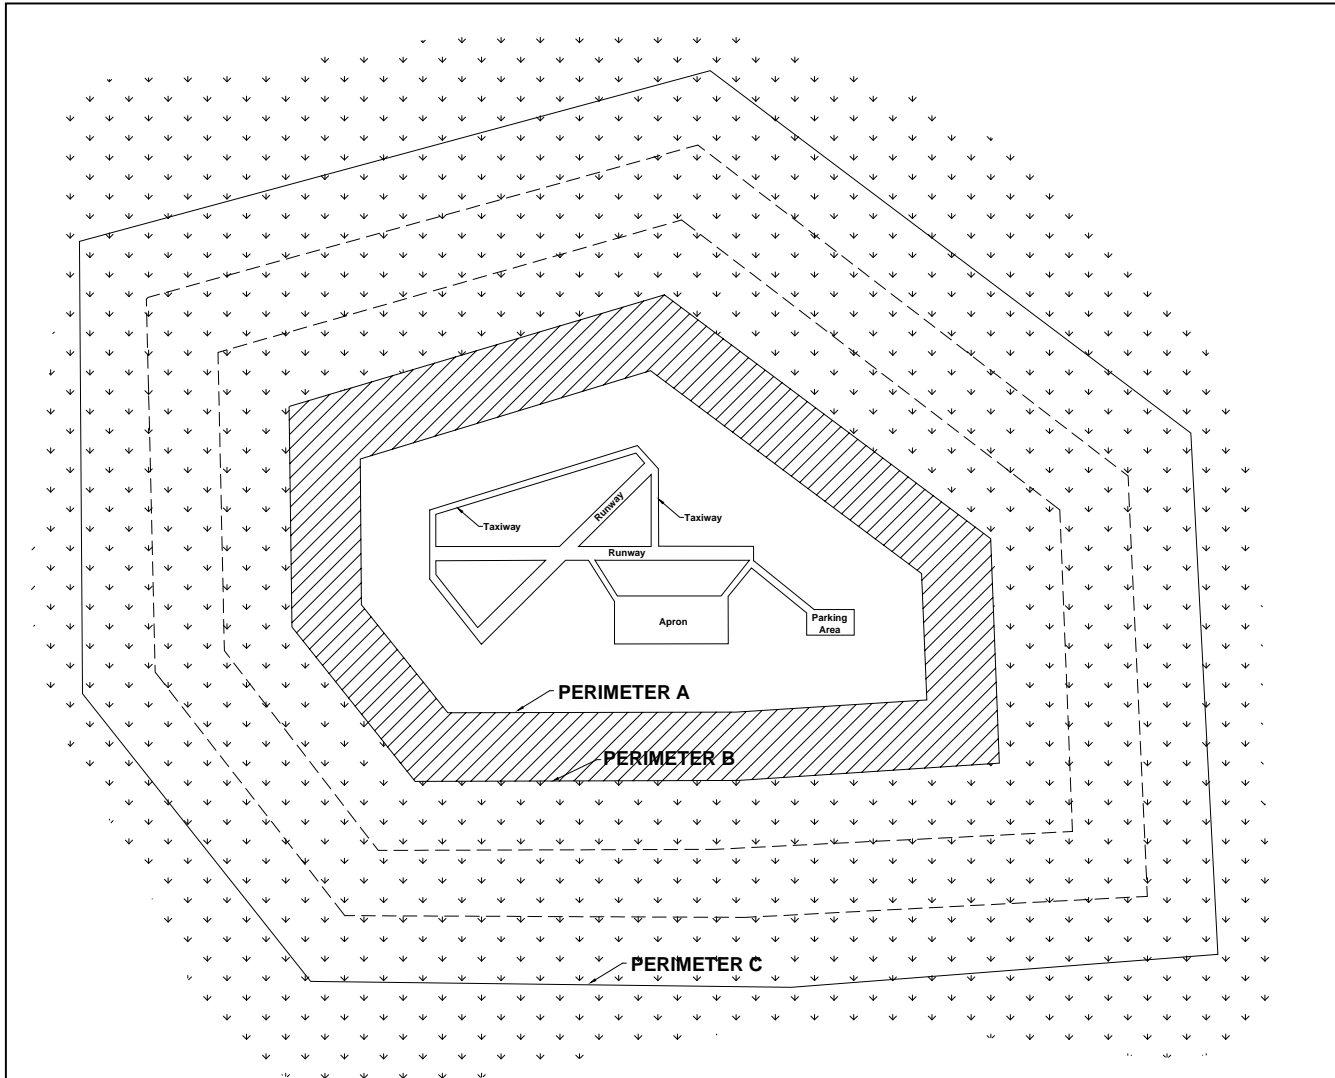 Runway
Taxiway
Taxiway
Runway
Parking
Area
Apron
PERIMETER A
PERIMETER B
PERIMETER C